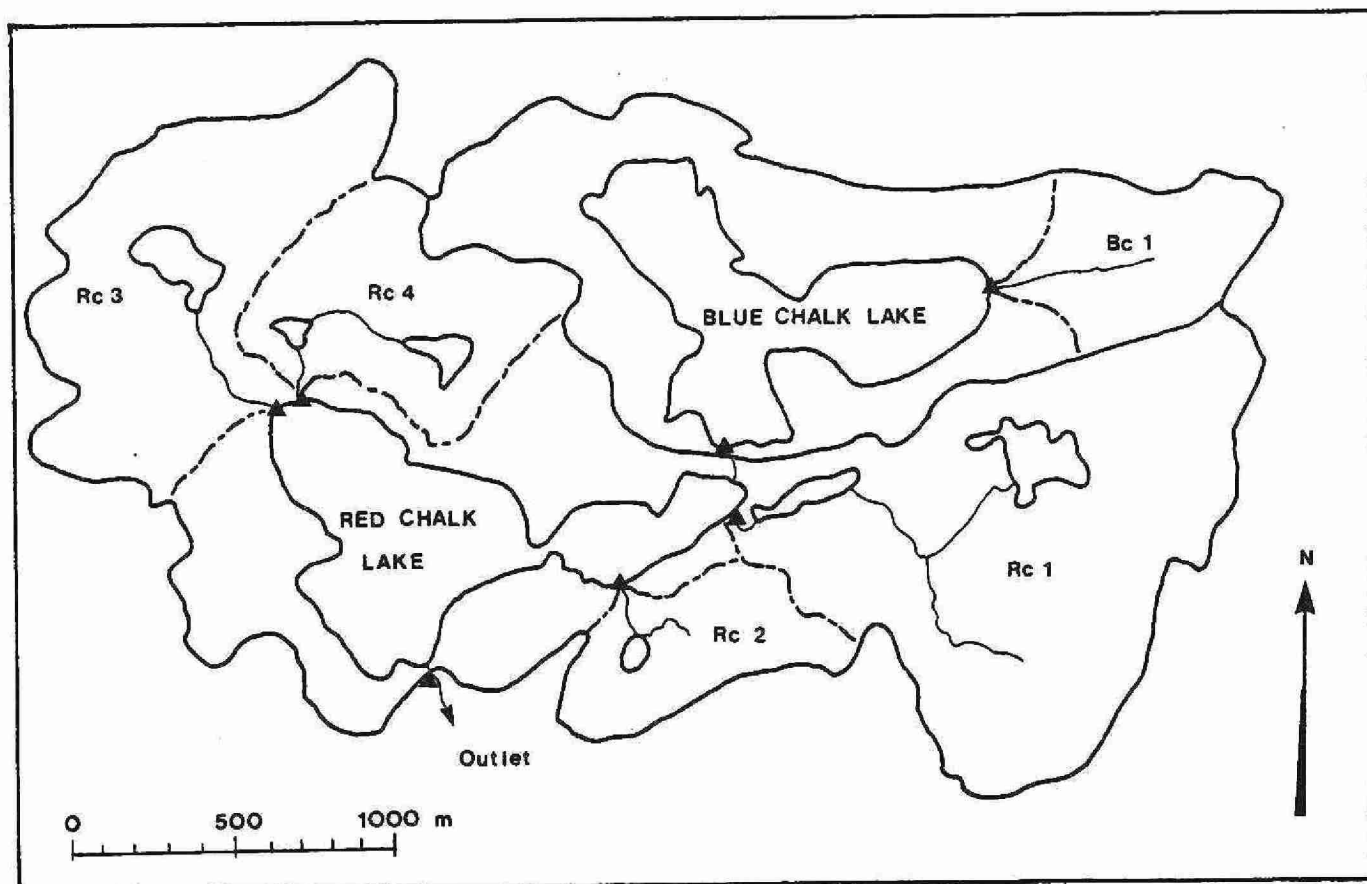 Bc 1
Rc 3
Rc 4
BLUE CHALK LAKE
RED CHALK
LAKE
Rc 1
N
Rc 2
Outlet
0 500 1000 m